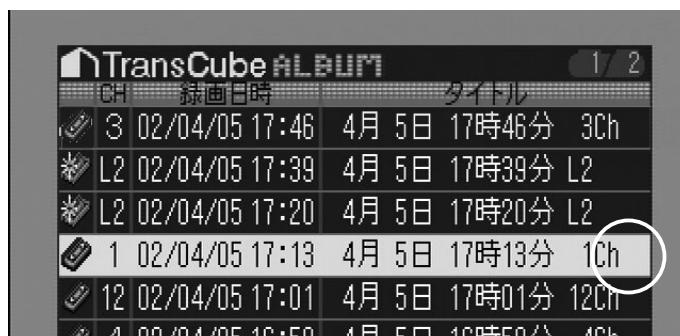 TransCube ALBUM 1/2
CH 録画日時 タイトル
3 02/04/05 17:46 4月 5日 17時46分 3Ch
L2 02/04/05 17:39 4月 5日 17時39分 L2
L2 02/04/05 17:20 4月 5日 17時20分 L2
1 02/04/05 17:13 4月 5日 17時13分 1Ch
12 02/04/05 17:01 4月 5日 17時01分 12Ch